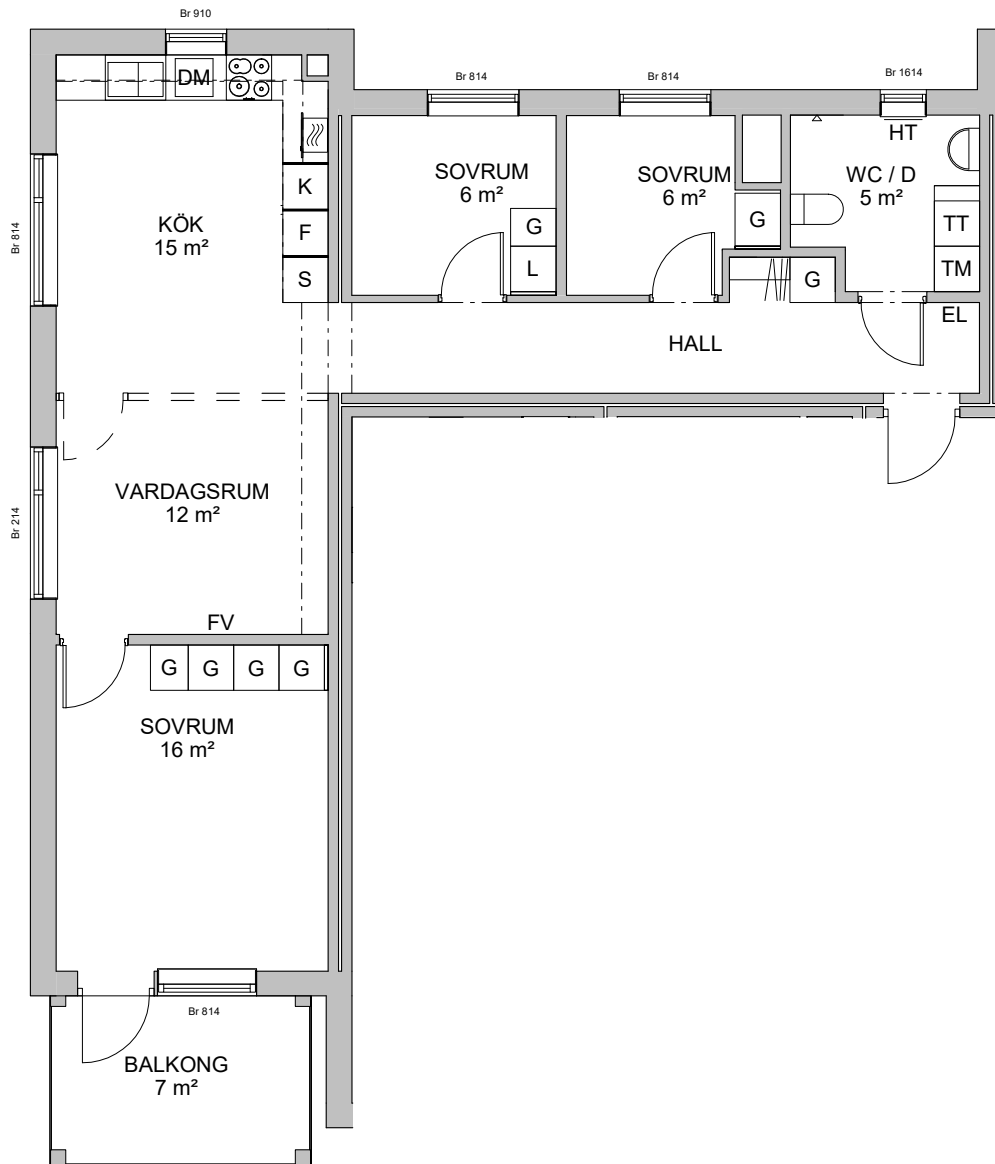 Br 910
Br 814
Br 814
Br 1614
DM
HT
SOVRUM
6 m²
SOVRUM
6 m²
WC / D
5 m²
K
F
S
KÖK
15 m²
Br 814
G
L
G
G
TT
TM
EL
HALL
VARDAGSRUM
12 m²
Br 214
FV
G
G
G
G
SOVRUM
16 m²
Br 814
BALKONG
7 m²